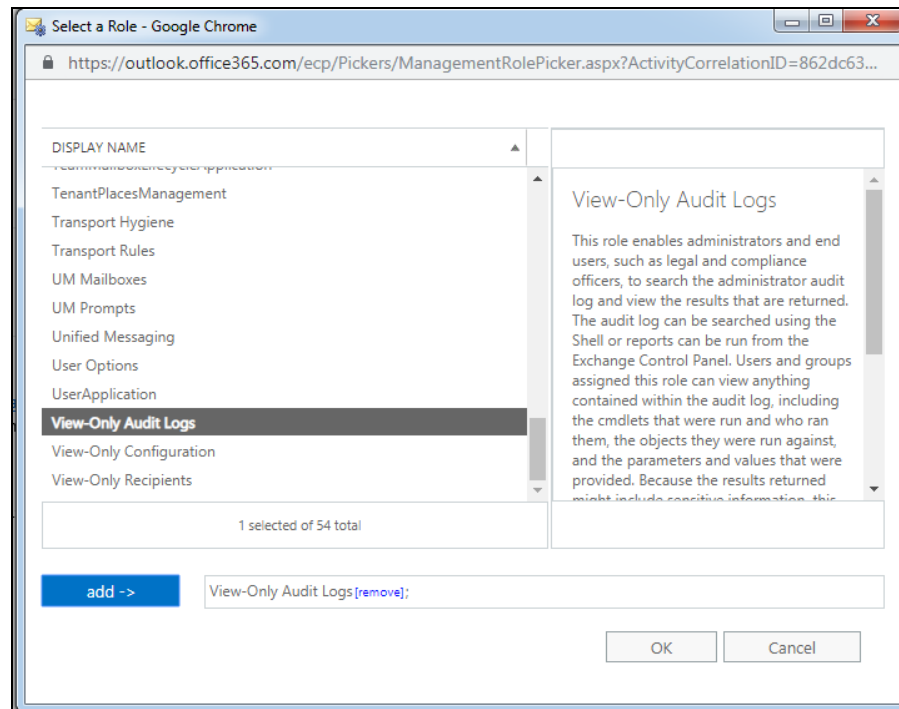 Select a Role - Google Chrome
https://outlook.office365.com/ecp/Pickers/ManagementRolePicker.aspx?ActivityCorrelationID=862dc63...
DISPLAY NAME
TeamMailboxLifecycleApplication
TenantPlacesManagement
Transport Hygiene
Transport Rules
UM Mailboxes
UM Prompts
Unified Messaging
User Options
UserApplication
View-Only Audit Logs
View-Only Configuration
View-Only Recipients
1 selected of 54 total
View-Only Audit Logs
This role enables administrators and end
users, such as legal and compliance
officers, to search the administrator audit
log and view the results that are returned.
The audit log can be searched using the
Shell or reports can be run from the
Exchange Control Panel. Users and groups
assigned this role can view anything
contained within the audit log, including
the cmdlets that were run and who ran
them, the objects they were run against,
and the parameters and values that were
provided. Because the results returned
might include sensitive information, this
add ->
View-Only Audit Logs[remove];
OK
Cancel